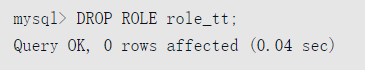 mysql> DROP ROLE role_tt;
Query OK, 0 rows affected (0.04 sec)